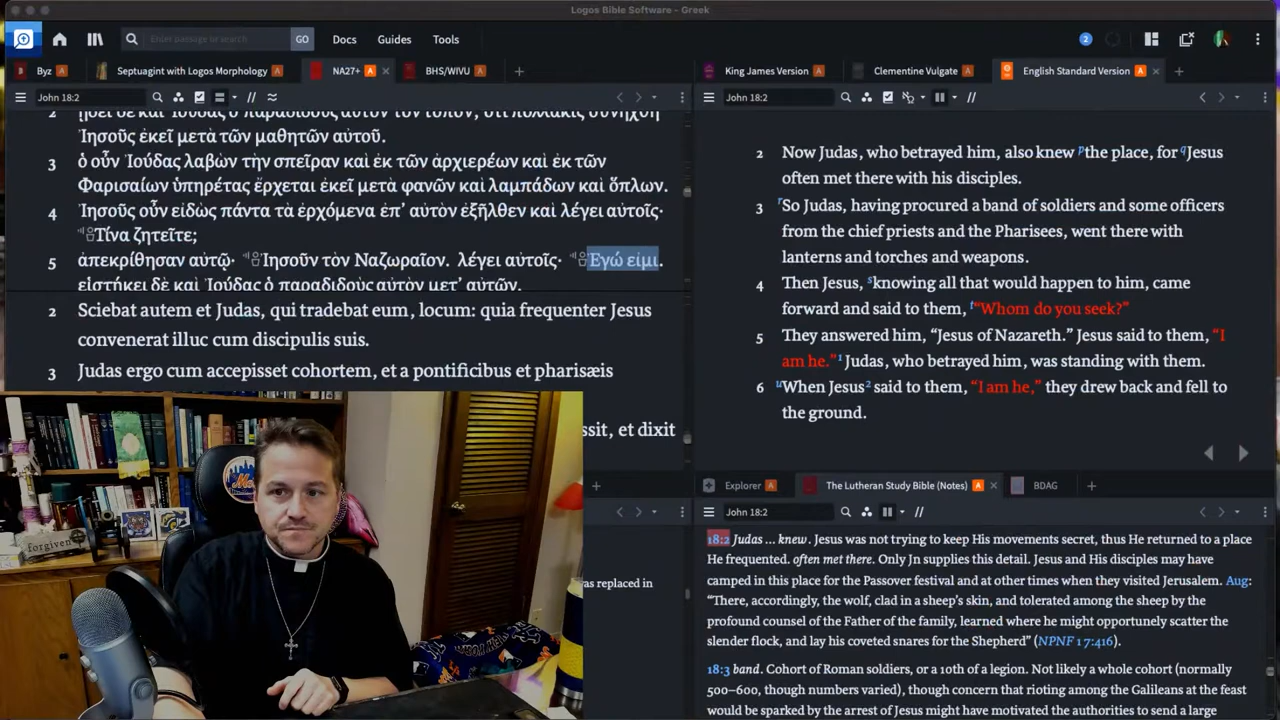 Logos Bible Software - Greek
Enter passage or search GO Docs Guides Tools 2
Byz A Septuagint with Logos Morphology A NA27+ A BHS/WIVU A
John 18:2
Ἰησοῦς ἐκεῖ μετὰ τῶν μαθητῶν αὐτοῦ.
3 ὁ οὖν Ἰούδας λαβὼν τὴν σπεῖραν καὶ ἐκ τῶν ἀρχιερέων καὶ ἐκ τῶν
Φαρισαίων ὑπηρέτας ἔρχεται ἐκεῖ μετὰ φανῶν καὶ λαμπάδων καὶ ὅπλων.
4 Ἰησοῦς οὖν εἰδὼς πάντα τὰ ἐρχόμενα ἐπ’ αὐτὸν ἐξῆλθεν καὶ λέγει αὐτοῖς·
Τίνα ζητεῖτε;
5 ἀπεκρίθησαν αὐτῷ· Ἰησοῦν τὸν Ναζωραῖον. λέγει αὐτοῖς· Ἐγώ εἰμι.
εἱστήκει δὲ καὶ Ἰούδας ὁ παραδιδοὺς αὐτὸν μετ’ αὐτῶν.
2 Sciebat autem et Judas, qui tradebat eum, locum: quia frequenter Jesus
convenerat illuc cum discipulis suis.
3 Judas ergo cum accepisset cohortem, et a pontificibus et pharisæis
ssit, et dixit
was replaced in
forgiven
Mets
King James Version A Clementine Vulgate A English Standard Version A
John 18:2
2 Now Judas, who betrayed him, also knew p the place, for q Jesus
often met there with his disciples.
3 r So Judas, having procured a band of soldiers and some officers
from the chief priests and the Pharisees, went there with
lanterns and torches and weapons.
4 Then Jesus, s knowing all that would happen to him, came
forward and said to them, t “Whom do you seek?”
5 They answered him, “Jesus of Nazareth.” Jesus said to them, “I
am he.” 1 Judas, who betrayed him, was standing with them.
6 u When Jesus 2 said to them, “I am he,” they drew back and fell to
the ground.
Explorer A The Lutheran Study Bible (Notes) A BDAG
John 18:2
18:2 Judas … knew. Jesus was not trying to keep His movements secret, thus He returned to a place
He frequented. often met there. Only Jn supplies this detail. Jesus and His disciples may have
camped in this place for the Passover festival and at other times when they visited Jerusalem. Aug:
“There, accordingly, the wolf, clad in a sheep’s skin, and tolerated among the sheep by the
profound counsel of the Father of the family, learned where he might opportunely scatter the
slender flock, and lay his coveted snares for the Shepherd” (NPNF 1 7:416).
18:3 band. Cohort of Roman soldiers, or a 10th of a legion. Not likely a whole cohort (normally
500–600, though numbers varied), though concern that rioting among the Galileans at the feast
would be sparked by the arrest of Jesus might have motivated the authorities to send a large